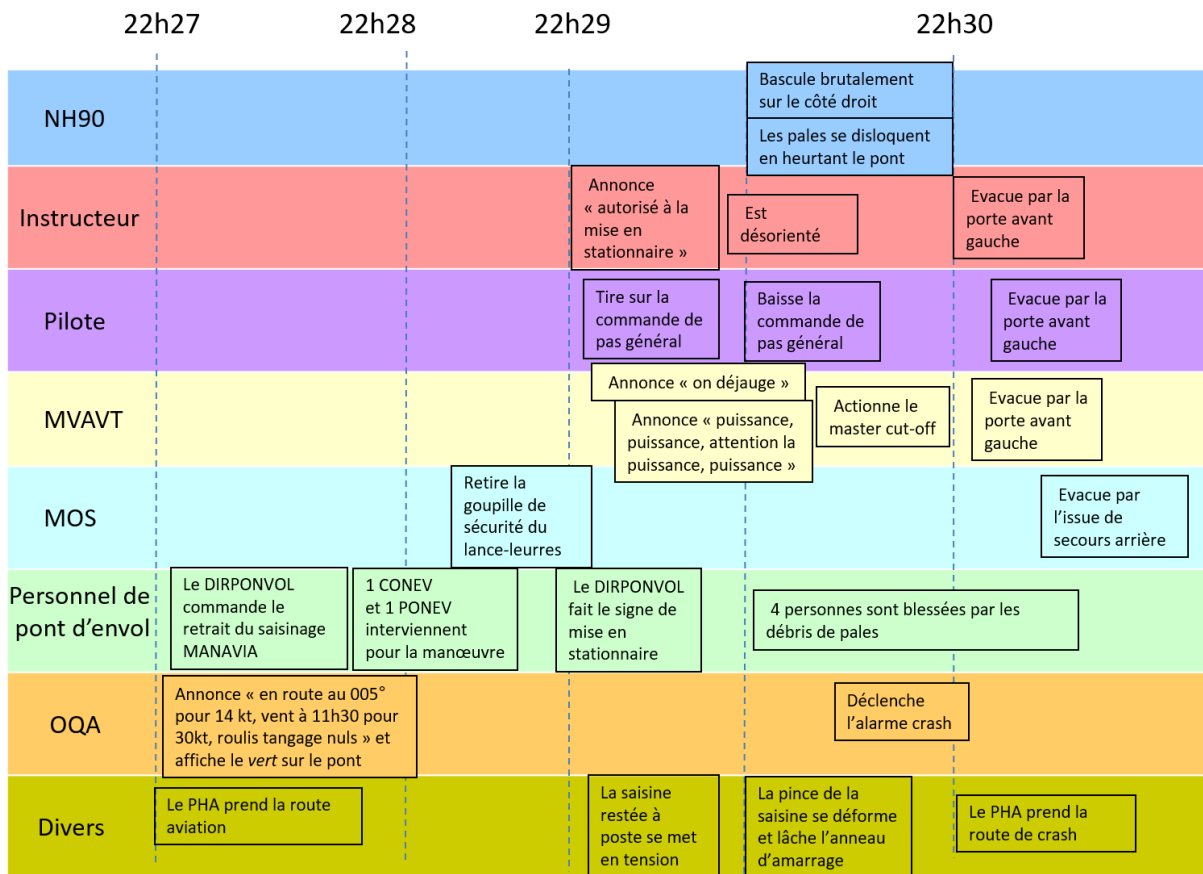 22h27
22h28
22h29
22h30
NH90
Bascule brutalement
sur le côté droit
Les pales se disloquent
en heurtant le pont
Instructeur
Annonce
« autorisé à la
mise en
stationnaire »
Est
désorienté
Evacue par la
porte avant
gauche
Pilote
Tire sur la
commande de
pas général
Baisse la
commande de
pas général
Evacue par la
porte avant
gauche
MVAVT
Annonce « on déjauge »
Annonce « puissance,
puissance, attention la
puissance, puissance »
Actionne le
master cut-off
Evacue par la
porte avant
gauche
MOS
Retire la
goupille de
sécurité du
lance-leurres
Evacue par
l’issue de
secours arrière
Personnel de
pont d’envol
Le DIRPONVOL
commande le
retrait du saisinage
MANAVIA
1 CONEV
et 1 PONEV
interviennent
pour la manœuvre
Le DIRPONVOL
fait le signe de
mise en
stationnaire
4 personnes sont blessées par les
débris de pales
OQA
Annonce « en route au 005°
pour 14 kt, vent à 11h30 pour
30kt, roulis tangage nuls » et
affiche le vert sur le pont
Déclenche
l’alarme crash
Divers
Le PHA prend la route
aviation
La saisine
restée à
poste se met
en tension
La pince de la
saisine se déforme
et lâche l’anneau
d’amarrage
Le PHA prend la
route de crash